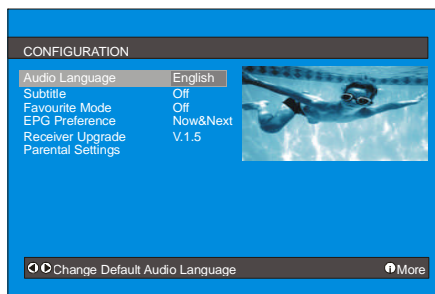 CONFIGURATION
Audio Language English
Subtitle Off
Favourite Mode Off
EPG Preference Now&Next
Receiver Upgrade V.1.5
Parental Settings
Change Default Audio Language More